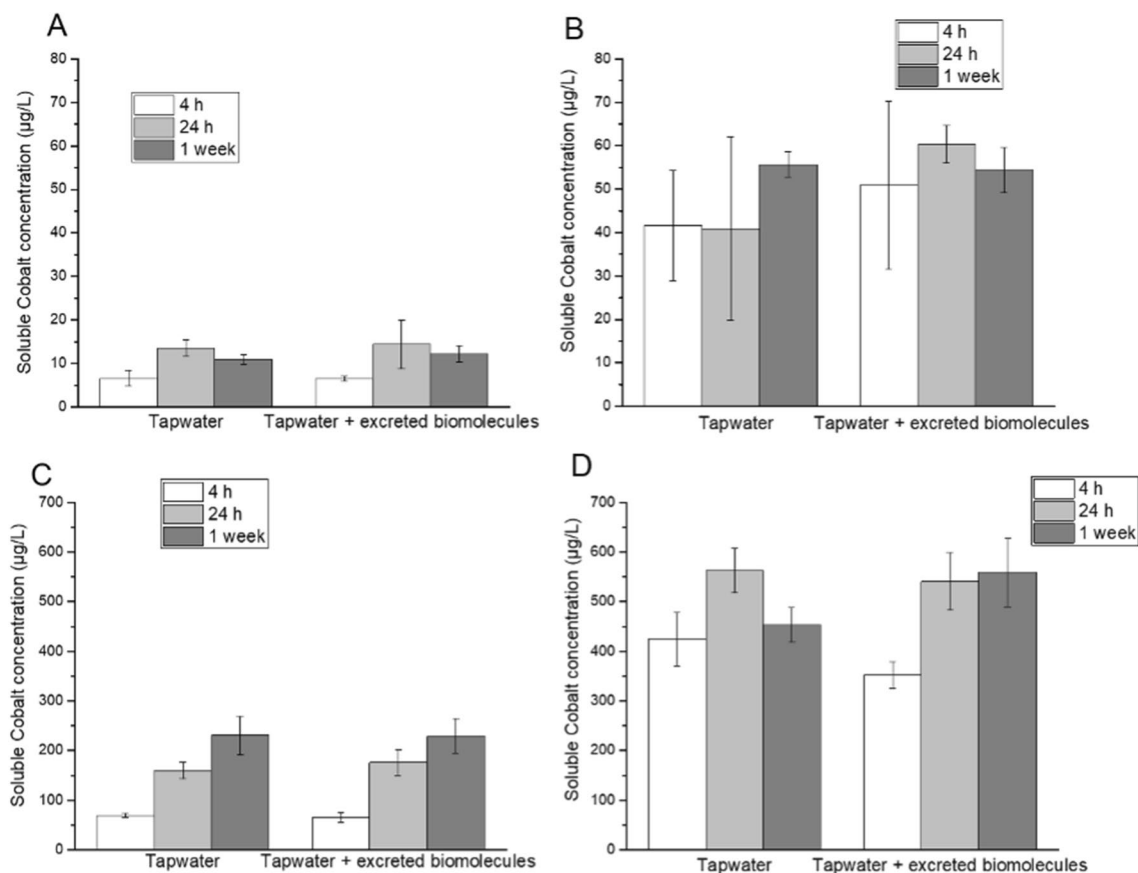 A
Soluble Cobalt concentration (µg/L)
80
70
60
50
40
30
20
10
0
4 h
24 h
1 week
Tapwater
Tapwater + excreted biomolecules
B
Soluble Cobalt concentration (µg/L)
80
70
60
50
40
30
20
10
0
4 h
24 h
1 week
Tapwater
Tapwater + excreted biomolecules
C
Soluble Cobalt concentration (µg/L)
700
600
500
400
300
200
100
0
4 h
24 h
1 week
Tapwater
Tapwater + excreted biomolecules
D
Soluble Cobalt concentration (µg/L)
700
600
500
400
300
200
100
0
4 h
24 h
1 week
Tapwater
Tapwater + excreted biomolecules